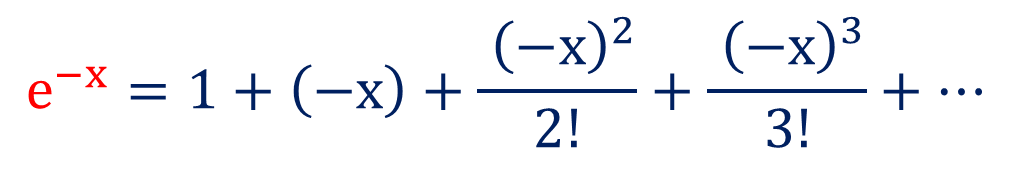 e⁻ˣ = 1 + (−x) + (−x)²/2! + (−x)³/3! + ⋯